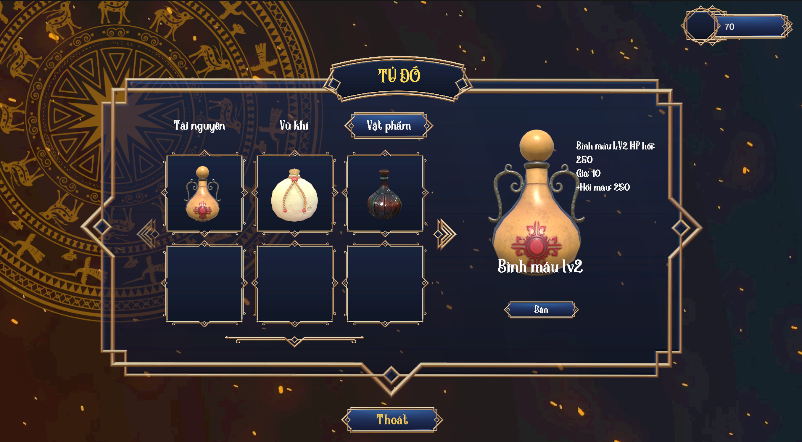 70
TỦ ĐỒ
Tài nguyên
Vũ khí
Vật phẩm
Bình máu LV2 HP hồi:
250
Giá: 10
+Hồi máu: 250
Bình máu lv2
Bán
Thoát